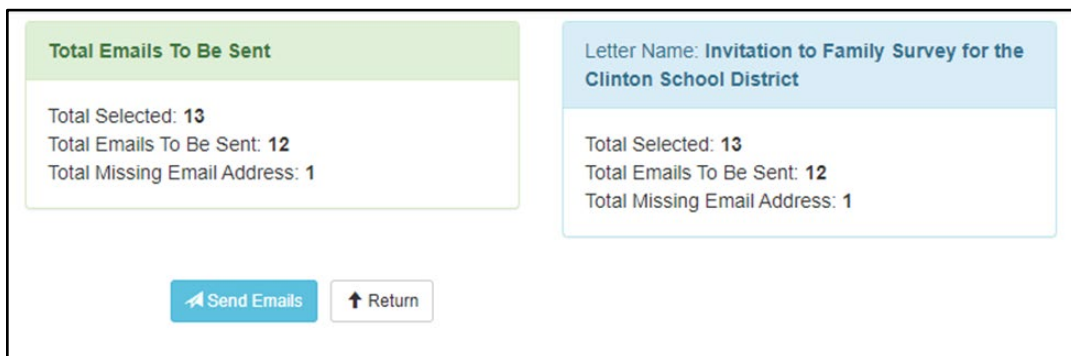 Total Emails To Be Sent
Total Selected: 13
Total Emails To Be Sent: 12
Total Missing Email Address: 1
Letter Name: Invitation to Family Survey for the
Clinton School District
Total Selected: 13
Total Emails To Be Sent: 12
Total Missing Email Address: 1
Send Emails
Return